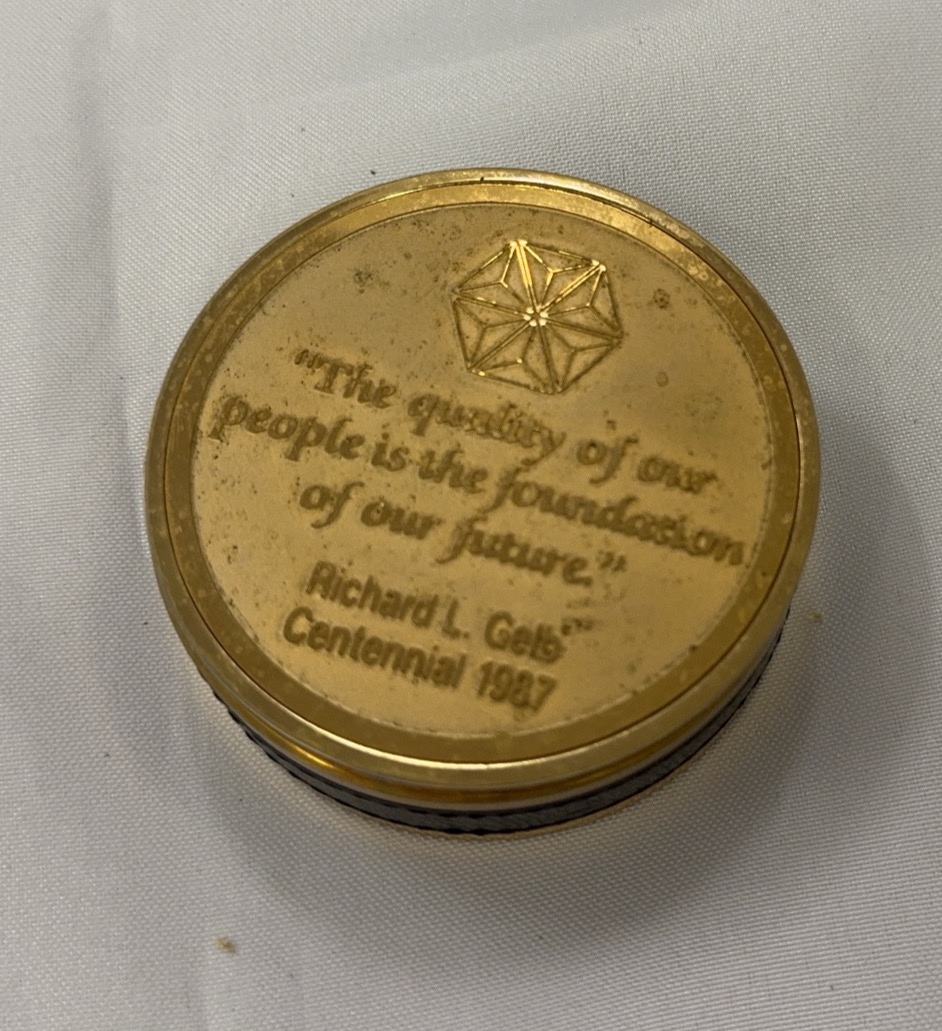 "The quality of our
people is the foundation
of our future."
Richard L. Gelb
Centennial 1987